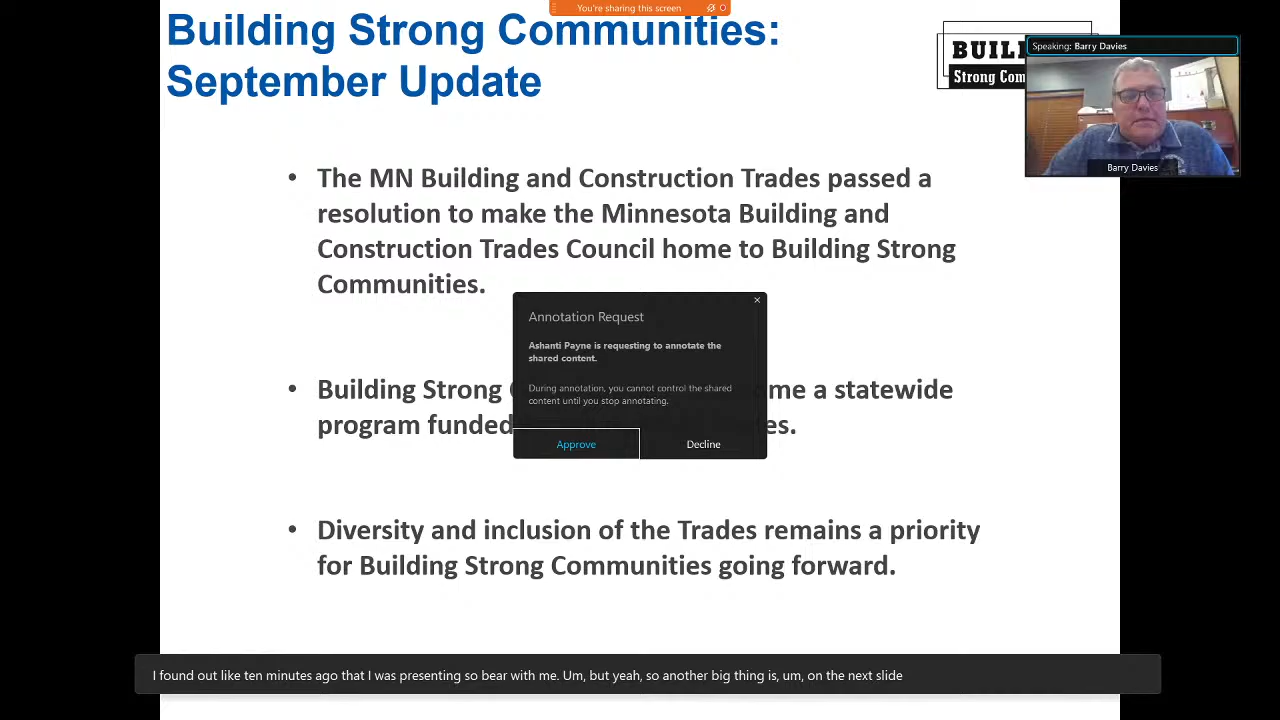 You're sharing this screen
Building Strong Communities:
September Update
BUIL
Strong Com
Speaking: Barry Davies
Barry Davies
• The MN Building and Construction Trades passed a
resolution to make the Minnesota Building and
Construction Trades Council home to Building Strong
Communities.
Annotation Request
Ashanti Payne is requesting to annotate the
shared content.
During annotation, you cannot control the shared
content until you stop annotating.
Approve
Decline
• Building Strong
me a statewide
program funded
es.
• Diversity and inclusion of the Trades remains a priority
for Building Strong Communities going forward.
I found out like ten minutes ago that I was presenting so bear with me. Um, but yeah, so another big thing is, um, on the next slide